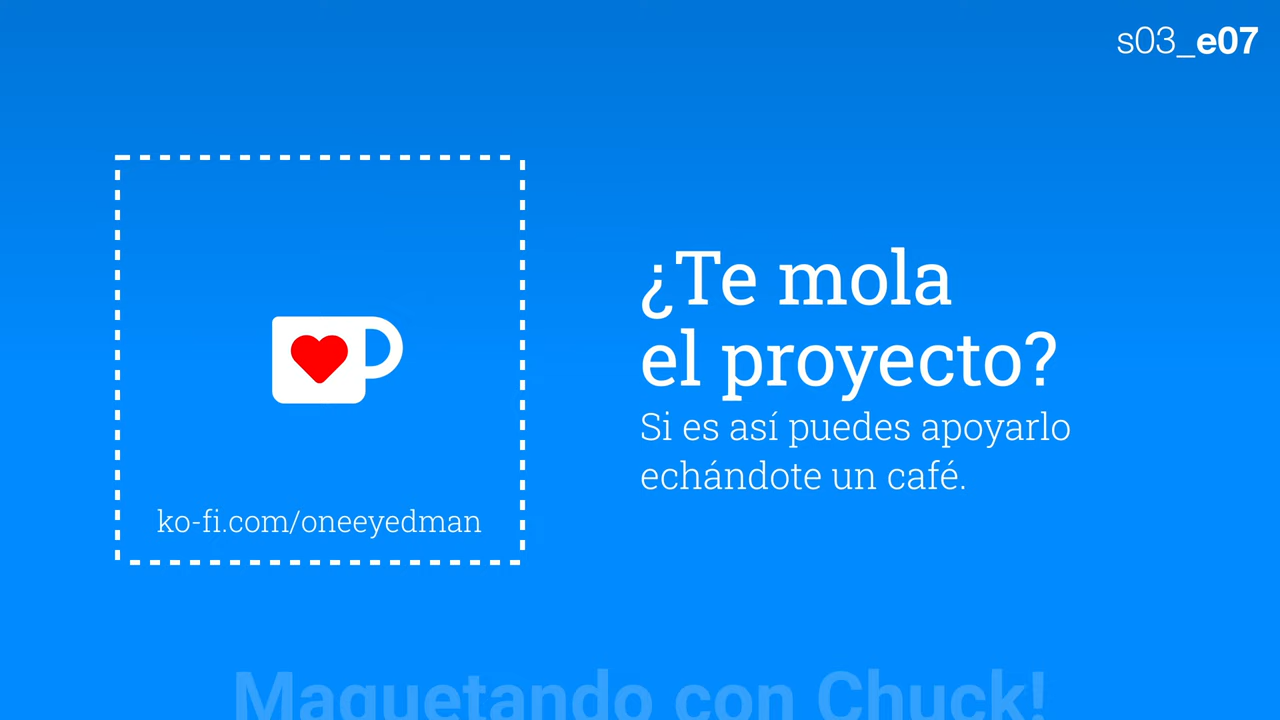 s03_e07
¿Te mola
el proyecto?
Si es así puedes apoyarlo
echándote un café.
ko-fi.com/oneeyedman
Maquetando con Chuck!